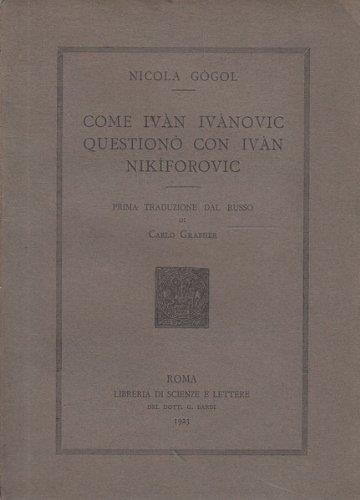 NICOLA GÒGOL
COME IVÀN IVÀNOVIC
QUESTIONÒ CON IVÀN
NIKÍFOROVIC
PRIMA TRADUZIONE DAL RUSSO
DI
CARLO GRABHER
ROMA
LIBRERIA DI SCIENZE E LETTERE
DEL DOTT. G. BARDI
1923